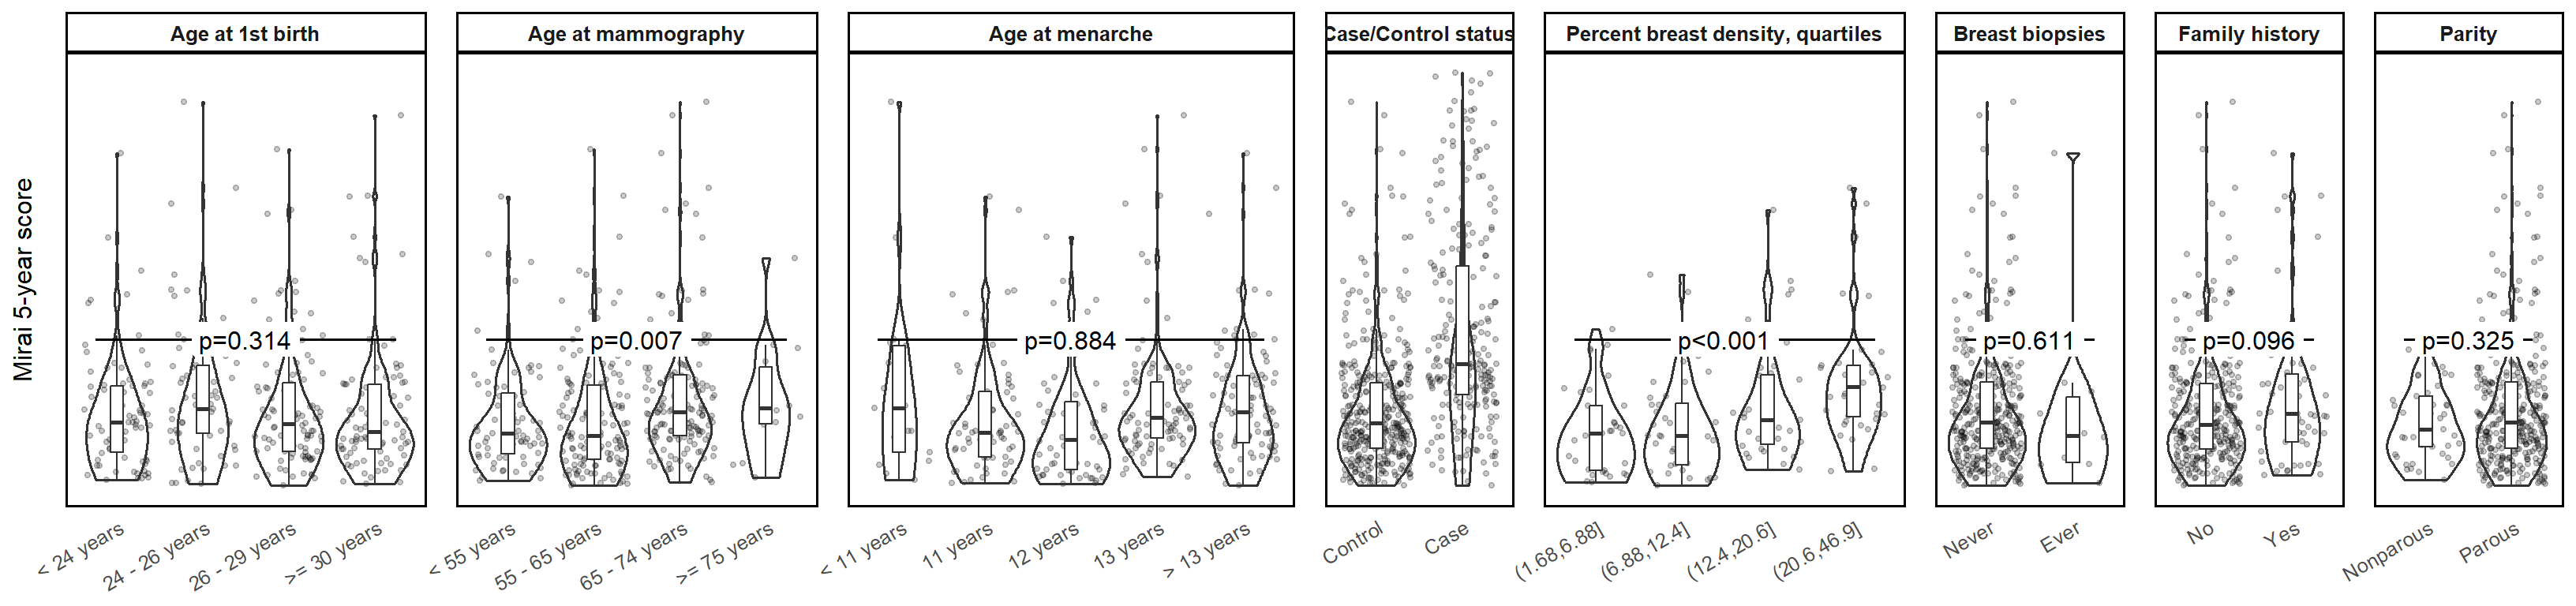 Age at 1st birth
Age at mammography
Age at menarche
Case/Control status
Percent breast density, quartiles
Breast biopsies
Family history
Parity
Mirai 5-year score
p=0.314
p=0.007
p=0.884
p<0.001
p=0.611
p=0.096
p=0.325
< 24 years
24 - 26 years
26 - 29 years
>= 30 years
< 55 years
55 - 65 years
65 - 74 years
>= 75 years
< 11 years
11 years
12 years
13 years
> 13 years
Control
Case
(1.68,6.88]
(6.88,12.4]
(12.4,20.6]
(20.6,46.9]
Never
Ever
No
Yes
Nonparous
Parous